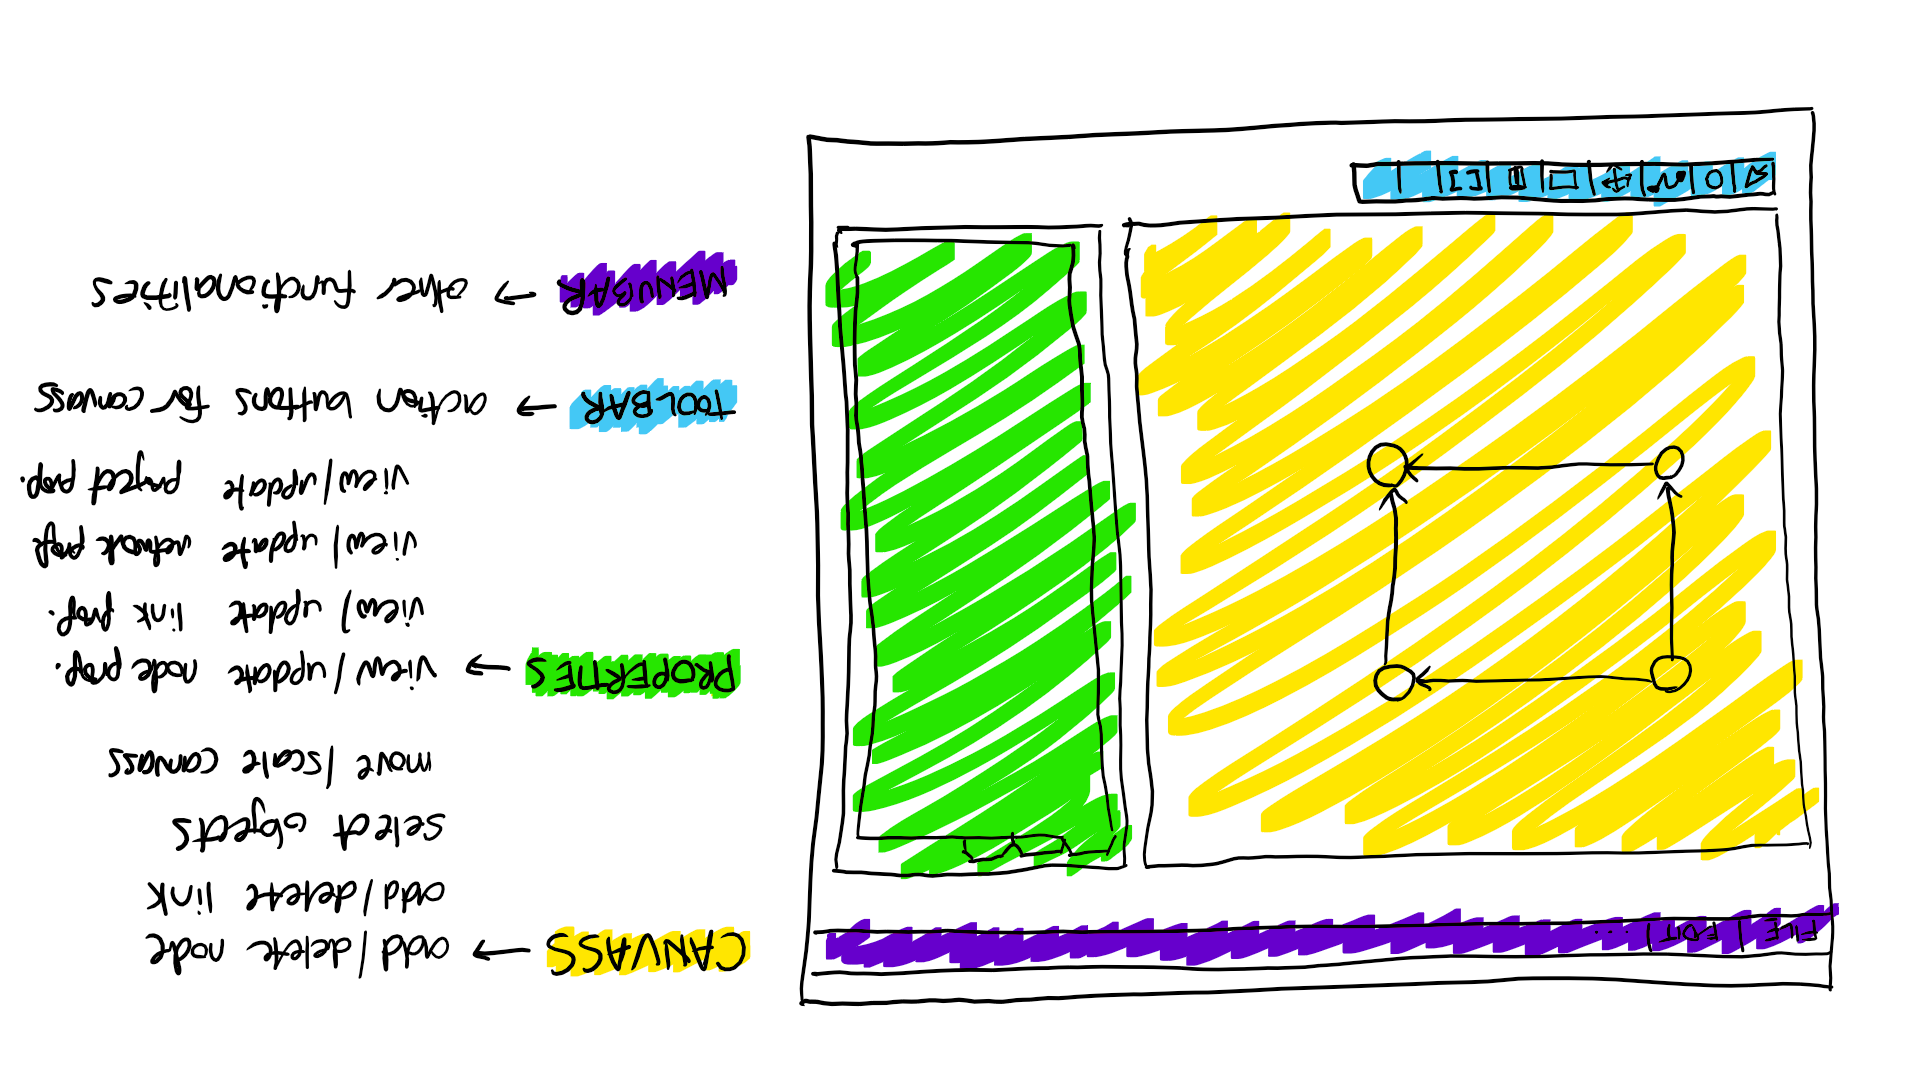 FILE | EDIT | ...
CANVASS → add/delete node
add/delete link
select objects
move/scale canvass
PROPERTIES → view/update node prop.
view/update link prop.
view/update network prop.
view/update project prop.
TOOLBAR → action buttons for canvass
MENUBAR → other functionalities